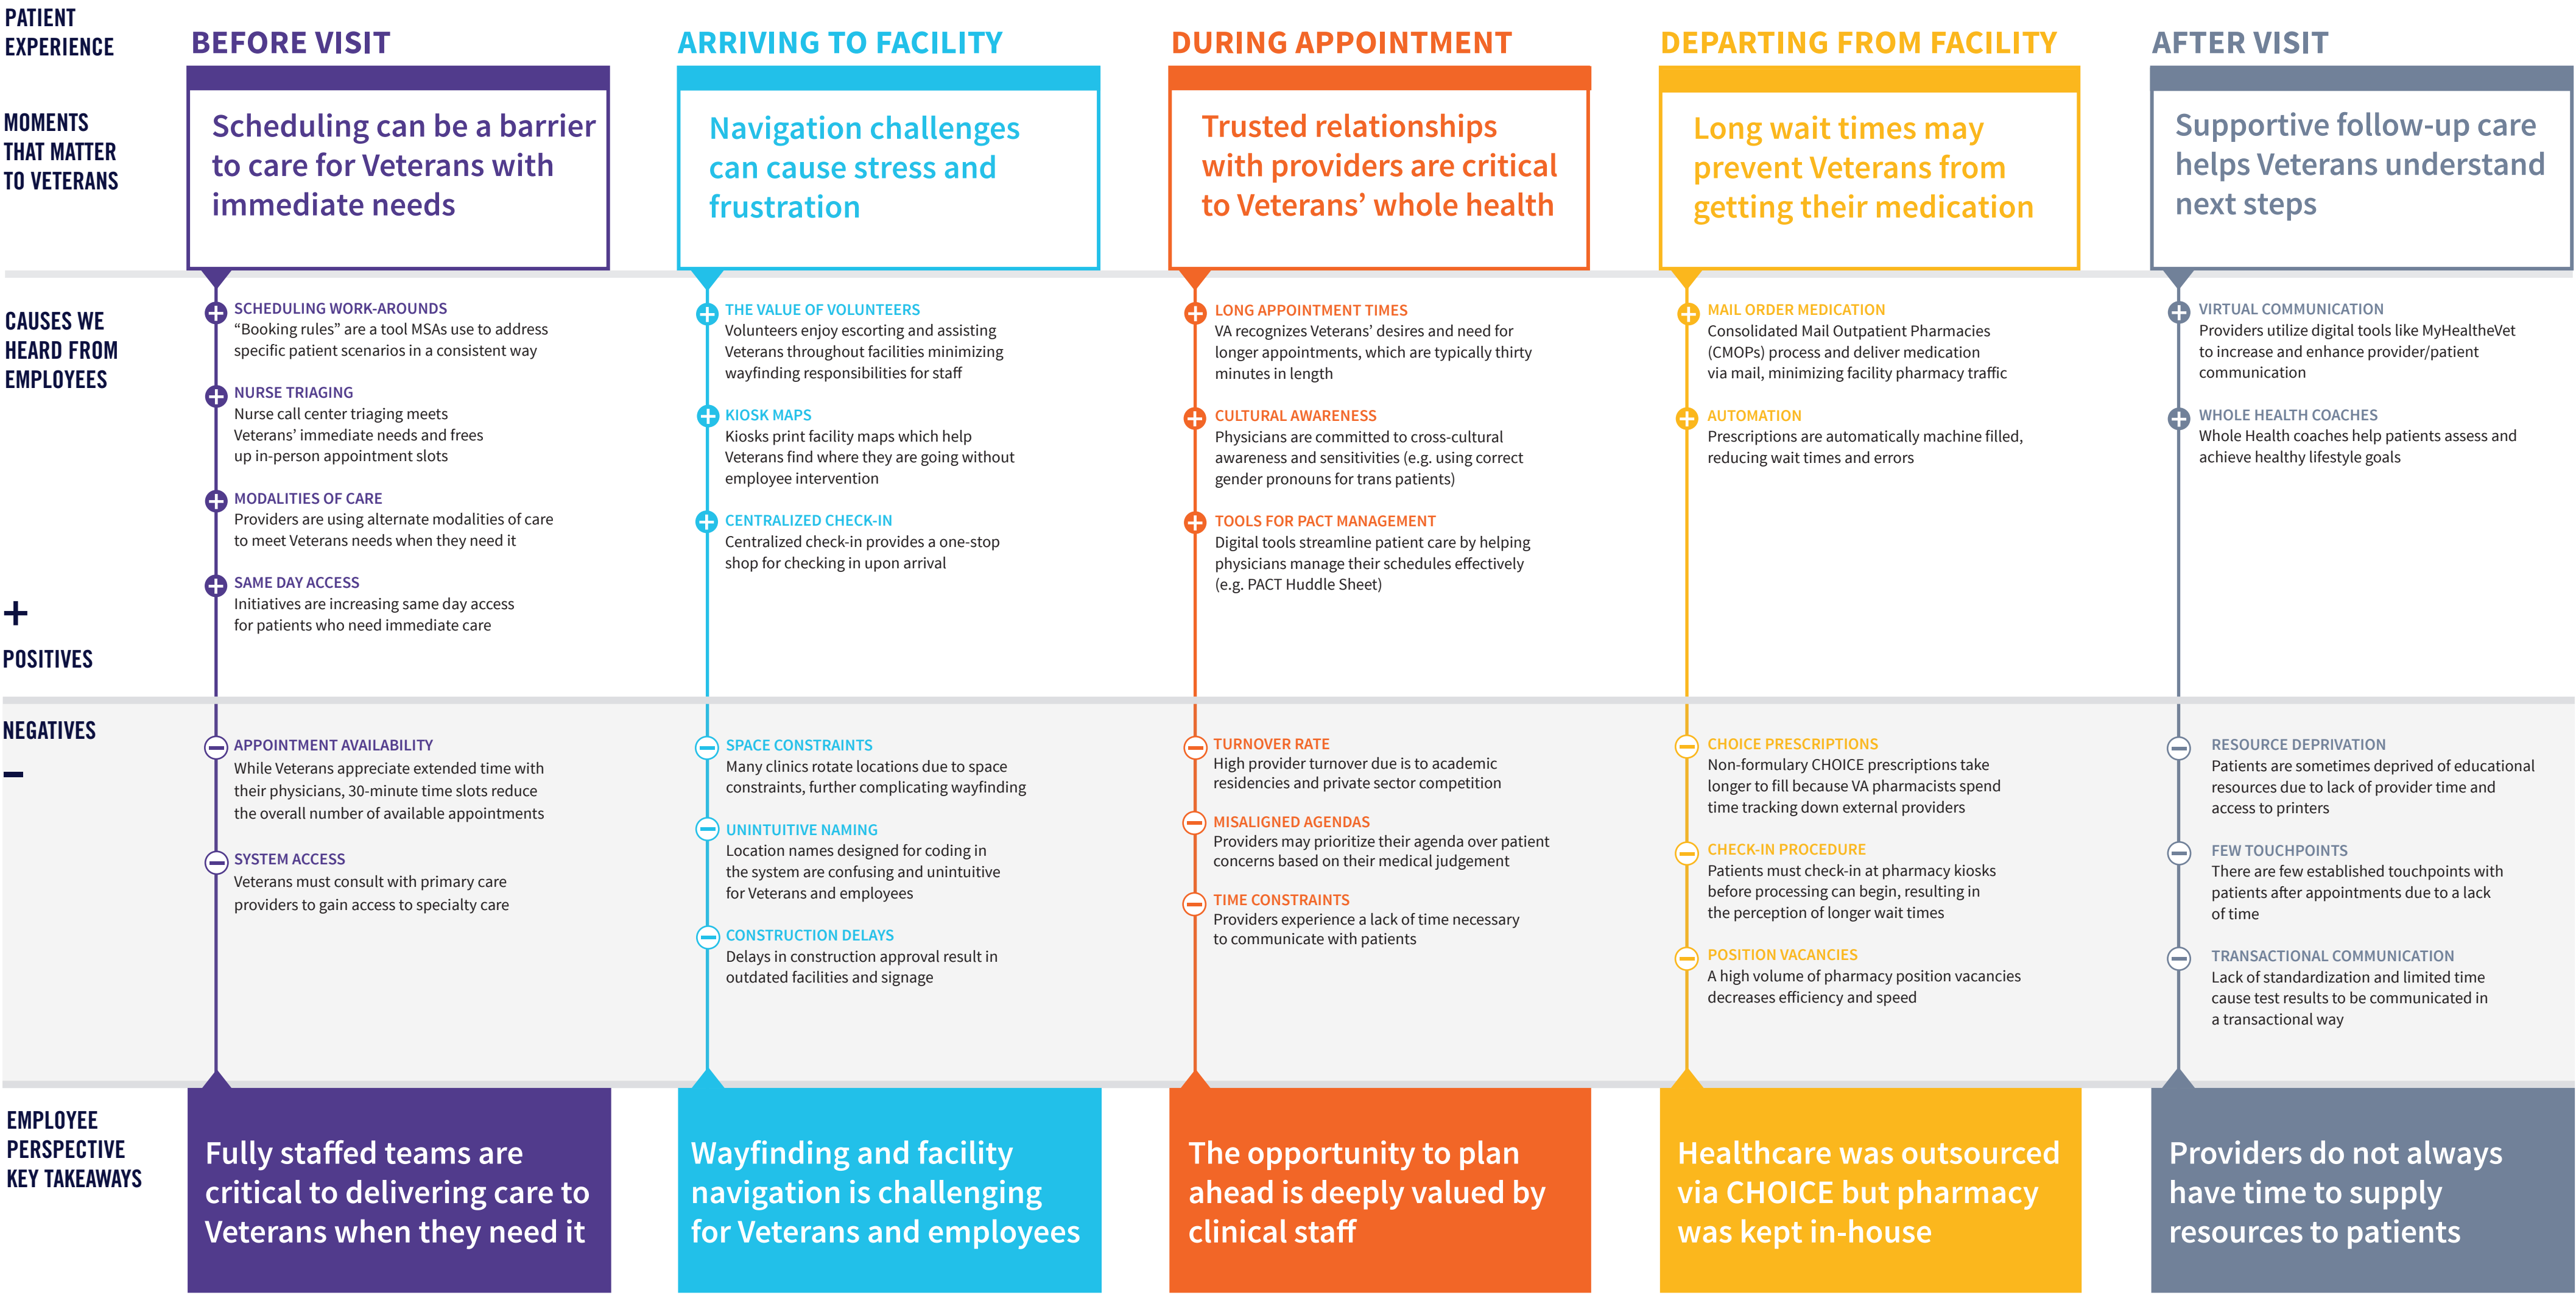 PATIENT
EXPERIENCE
BEFORE VISIT
ARRIVING TO FACILITY
DURING APPOINTMENT
DEPARTING FROM FACILITY
AFTER VISIT
MOMENTS
THAT MATTER
TO VETERANS
Scheduling can be a barrier
to care for Veterans with
immediate needs
Navigation challenges
can cause stress and
frustration
Trusted relationships
with providers are critical
to Veterans’ whole health
Long wait times may
prevent Veterans from
getting their medication
Supportive follow-up care
helps Veterans understand
next steps
CAUSES WE
HEARD FROM
EMPLOYEES
+
POSITIVES
SCHEDULING WORK-AROUNDS
“Booking rules” are a tool MSAs use to address
specific patient scenarios in a consistent way
NURSE TRIAGING
Nurse call center triaging meets
Veterans’ immediate needs and frees
up in-person appointment slots
MODALITIES OF CARE
Providers are using alternate modalities of care
to meet Veterans needs when they need it
SAME DAY ACCESS
Initiatives are increasing same day access
for patients who need immediate care
THE VALUE OF VOLUNTEERS
Volunteers enjoy escorting and assisting
Veterans throughout facilities minimizing
wayfinding responsibilities for staff
KIOSK MAPS
Kiosks print facility maps which help
Veterans find where they are going without
employee intervention
CENTRALIZED CHECK-IN
Centralized check-in provides a one-stop
shop for checking in upon arrival
LONG APPOINTMENT TIMES
VA recognizes Veterans’ desires and need for
longer appointments, which are typically thirty
minutes in length
CULTURAL AWARENESS
Physicians are committed to cross-cultural
awareness and sensitivities (e.g. using correct
gender pronouns for trans patients)
TOOLS FOR PACT MANAGEMENT
Digital tools streamline patient care by helping
physicians manage their schedules effectively
(e.g. PACT Huddle Sheet)
MAIL ORDER MEDICATION
Consolidated Mail Outpatient Pharmacies
(CMOPs) process and deliver medication
via mail, minimizing facility pharmacy traffic
AUTOMATION
Prescriptions are automatically machine filled,
reducing wait times and errors
VIRTUAL COMMUNICATION
Providers utilize digital tools like MyHealtheVet
to increase and enhance provider/patient
communication
WHOLE HEALTH COACHES
Whole Health coaches help patients assess and
achieve healthy lifestyle goals
NEGATIVES
–
APPOINTMENT AVAILABILITY
While Veterans appreciate extended time with
their physicians, 30-minute time slots reduce
the overall number of available appointments
SYSTEM ACCESS
Veterans must consult with primary care
providers to gain access to specialty care
SPACE CONSTRAINTS
Many clinics rotate locations due to space
constraints, further complicating wayfinding
UNINTUITIVE NAMING
Location names designed for coding in
the system are confusing and unintuitive
for Veterans and employees
CONSTRUCTION DELAYS
Delays in construction approval result in
outdated facilities and signage
TURNOVER RATE
High provider turnover due is to academic
residencies and private sector competition
MISALIGNED AGENDAS
Providers may prioritize their agenda over patient
concerns based on their medical judgement
TIME CONSTRAINTS
Providers experience a lack of time necessary
to communicate with patients
CHOICE PRESCRIPTIONS
Non-formulary CHOICE prescriptions take
longer to fill because VA pharmacists spend
time tracking down external providers
CHECK-IN PROCEDURE
Patients must check-in at pharmacy kiosks
before processing can begin, resulting in
the perception of longer wait times
POSITION VACANCIES
A high volume of pharmacy position vacancies
decreases efficiency and speed
RESOURCE DEPRIVATION
Patients are sometimes deprived of educational
resources due to lack of provider time and
access to printers
FEW TOUCHPOINTS
There are few established touchpoints with
patients after appointments due to a lack
of time
TRANSACTIONAL COMMUNICATION
Lack of standardization and limited time
cause test results to be communicated in
a transactional way
EMPLOYEE
PERSPECTIVE
KEY TAKEAWAYS
Fully staffed teams are
critical to delivering care to
Veterans when they need it
Wayfinding and facility
navigation is challenging
for Veterans and employees
The opportunity to plan
ahead is deeply valued by
clinical staff
Healthcare was outsourced
via CHOICE but pharmacy
was kept in-house
Providers do not always
have time to supply
resources to patients